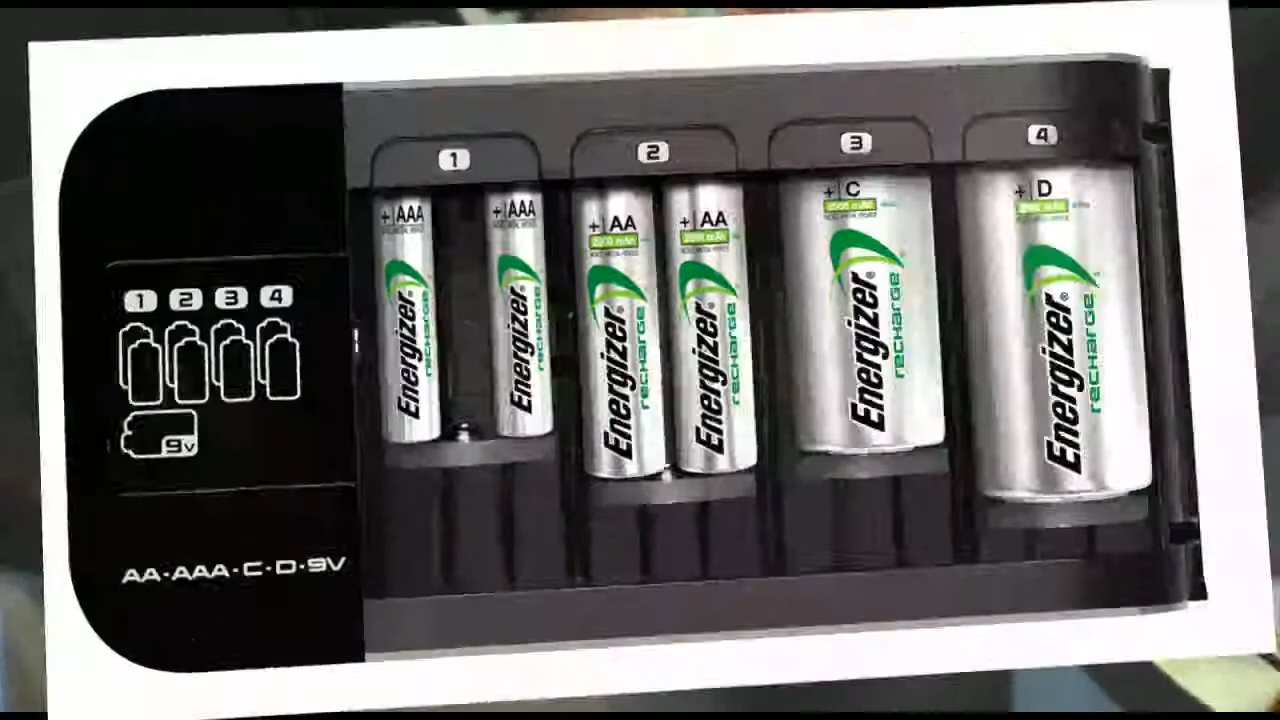 1 2 3 4
9V
AA·AAA·C·D·9V
1
+ AAA
Energizer®
recharge
+ AAA
Energizer®
recharge
2
+ AA
Energizer®
recharge
+ AA
Energizer®
recharge
3
+ C
Energizer®
recharge
4
+ D
Energizer®
recharge